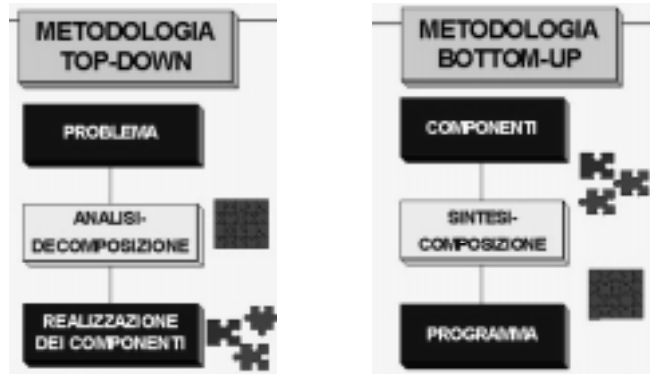 METODOLOGIA
TOP-DOWN
PROBLEMA
ANALISI-
DECOMPOSIZIONE
REALIZZAZIONE
DEI COMPONENTI
METODOLOGIA
BOTTOM-UP
COMPONENTI
SINTESI-
COMPOSIZIONE
PROGRAMMA